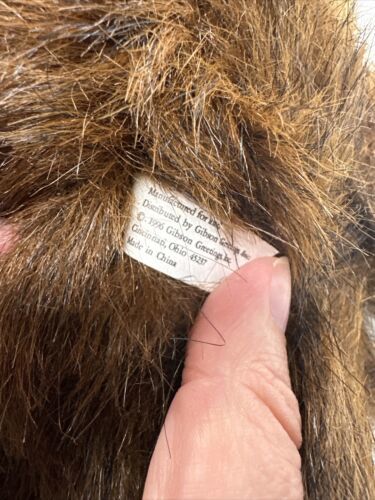 Manufactured for and
Distributed by Gibson Greetings Inc.
© 1996 Gibson Greetings, Inc.
Cincinnati, Ohio 45237
Made in China